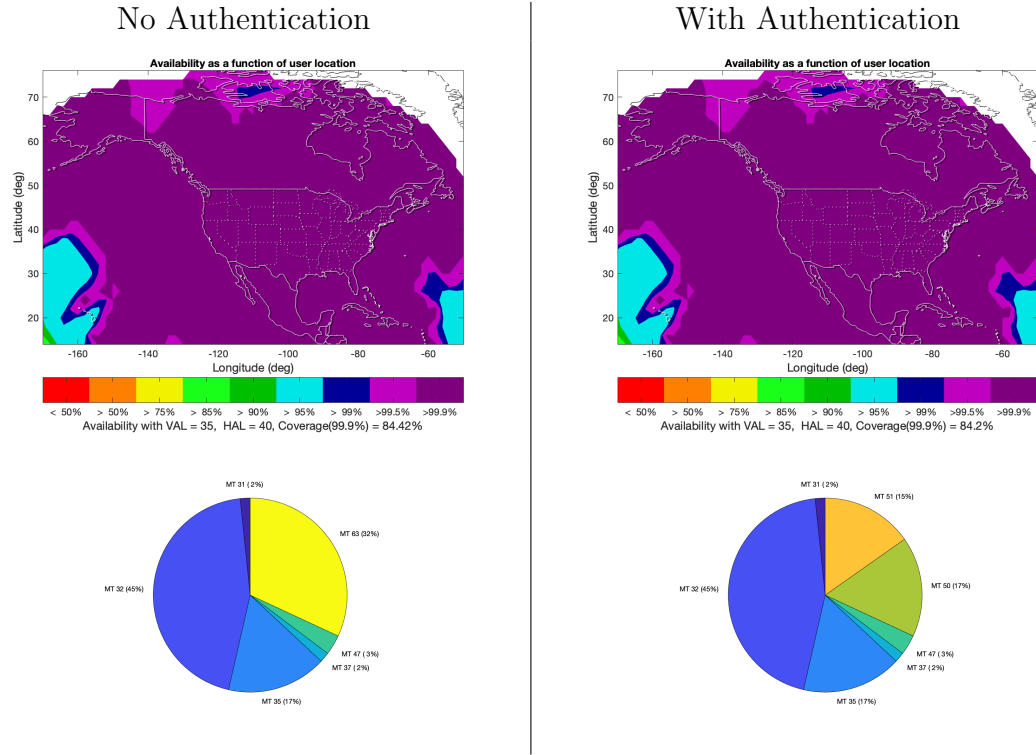 No Authentication
Availability as a function of user location
70
60
50
40
30
20
Latitude (deg)
-160 -140 -120 -100 -80 -60
Longitude (deg)
< 50% > 50% > 75% > 85% > 90% > 95% > 99% >99.5% >99.9%
Availability with VAL = 35, HAL = 40, Coverage(99.9%) = 84.42%
MT 31 ( 2%)
MT 63 (32%)
MT 32 (45%)
MT 47 ( 3%)
MT 37 ( 2%)
MT 35 (17%)
With Authentication
Availability as a function of user location
70
60
50
40
30
20
Latitude (deg)
-160 -140 -120 -100 -80 -60
Longitude (deg)
< 50% > 50% > 75% > 85% > 90% > 95% > 99% >99.5% >99.9%
Availability with VAL = 35, HAL = 40, Coverage(99.9%) = 84.2%
MT 31 ( 2%)
MT 51 (15%)
MT 32 (45%)
MT 50 (17%)
MT 47 ( 3%)
MT 37 ( 2%)
MT 35 (17%)